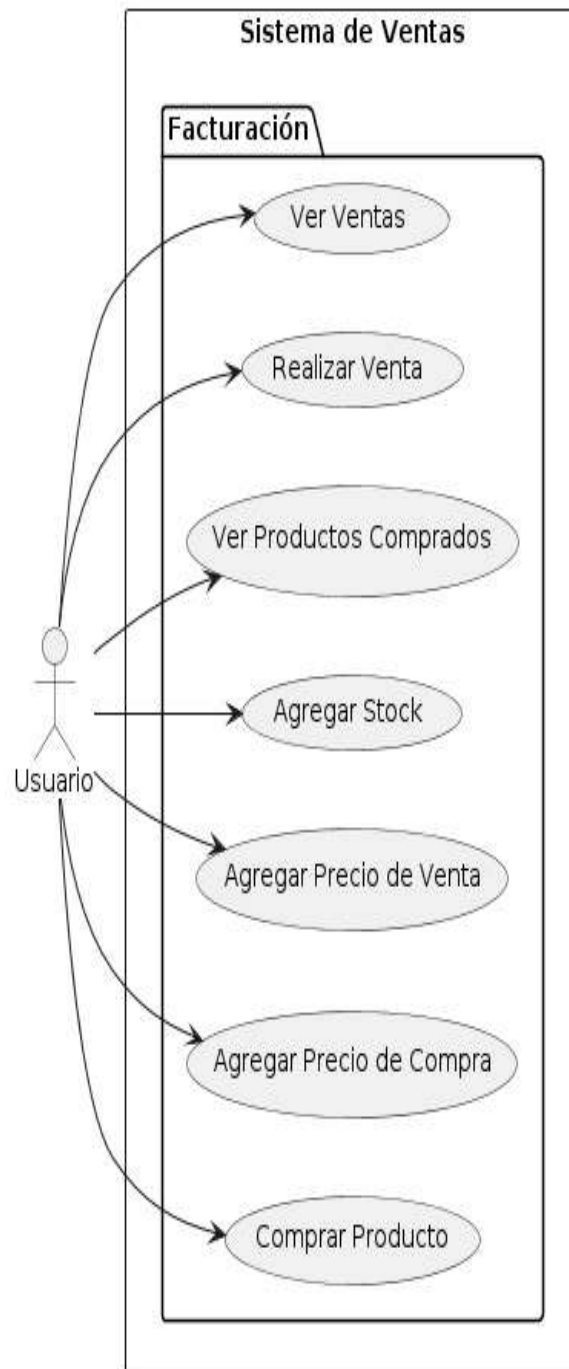 Sistema de Ventas
Facturación
Ver Ventas
Realizar Venta
Ver Productos Comprados
Agregar Stock
Usuario
Agregar Precio de Venta
Agregar Precio de Compra
Comprar Producto